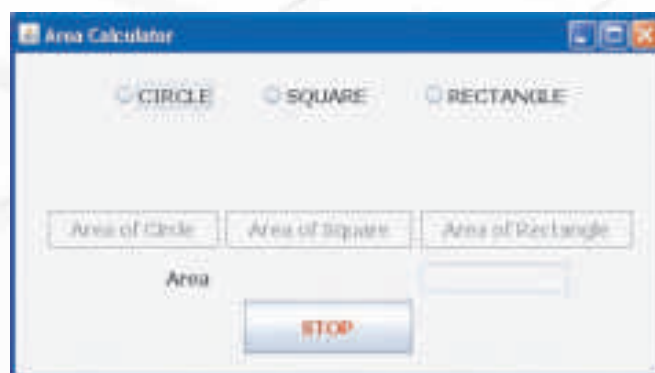 Area Calculator
CIRCLE SQUARE RECTANGLE
Area of Circle Area of Square Area of Rectangle
Area
STOP